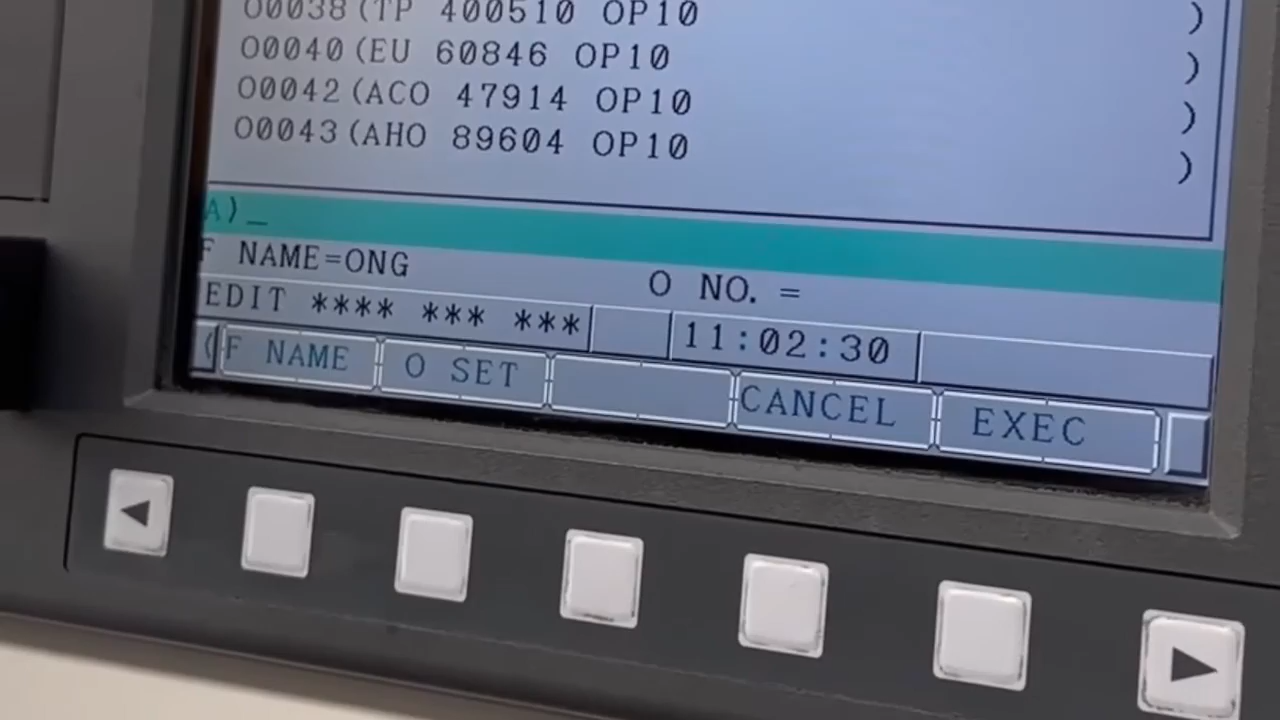 O0038(TP 400510 OP10 )
O0040(EU 60846 OP10 )
O0042(ACO 47914 OP10 )
O0043(AHO 89604 OP10 )
A)_
F NAME=ONG O NO. =
EDIT **** *** *** 11:02:30
(F NAME O SET CANCEL EXEC